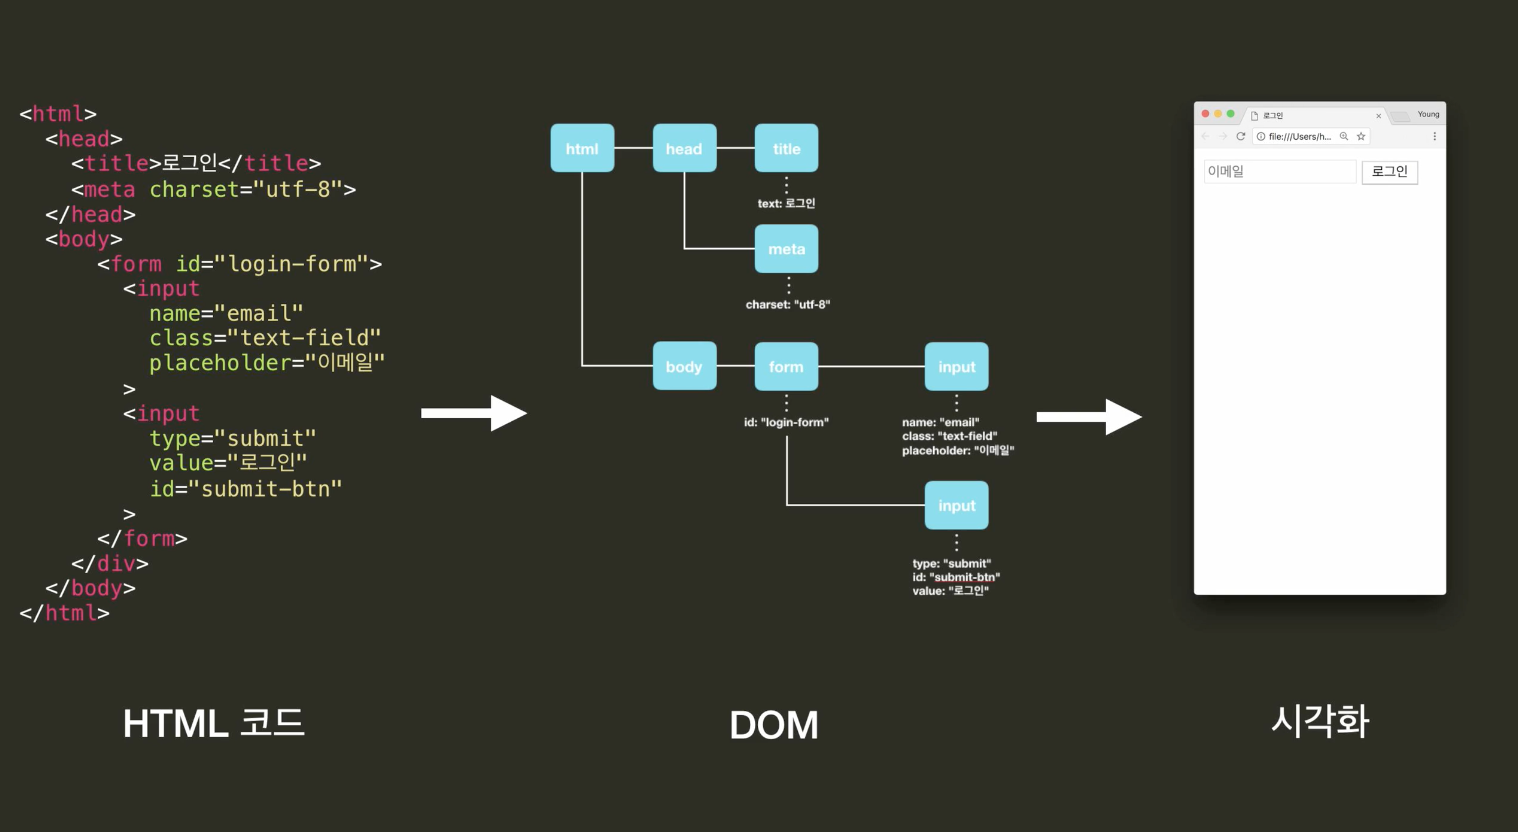 <html>
<head>
<title>로그인</title>
<meta charset="utf-8">
</head>
<body>
<form id="login-form">
<input
name="email"
class="text-field"
placeholder="이메일"
>
<input
type="submit"
value="로그인"
id="submit-btn"
>
</form>
</div>
</body>
</html>
HTML 코드
html head title
text: 로그인
meta
charset: "utf-8"
body form input
id: "login-form"
name: "email"
class: "text-field"
placeholder: "이메일"
input
type: "submit"
id: "submit-btn"
value: "로그인"
DOM
로그인 Young
file:///Users/h...
이메일 로그인
시각화